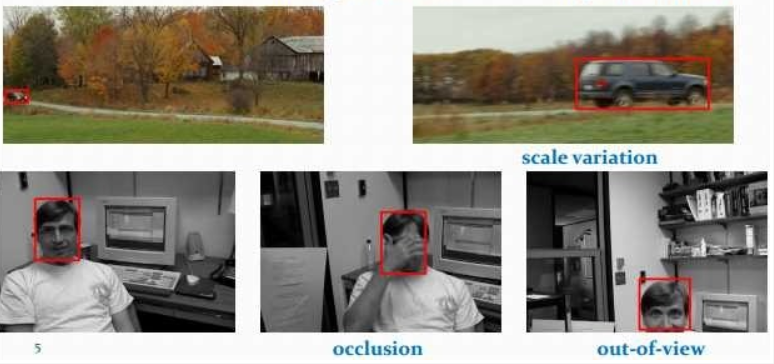 scale variation
5
occlusion
out-of-view